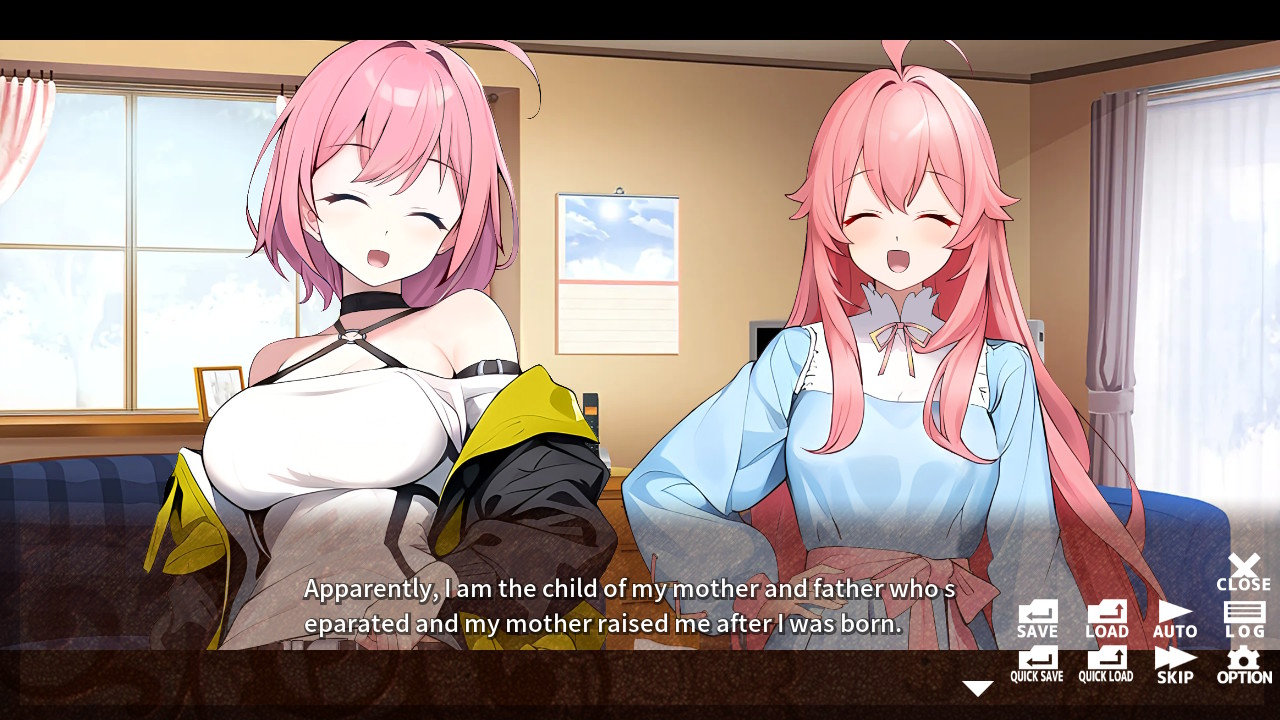 Apparently, I am the child of my mother and father who s
eparated and my mother raised me after I was born.
CLOSE
SAVE LOAD AUTO LOG
QUICK SAVE QUICK LOAD SKIP OPTION